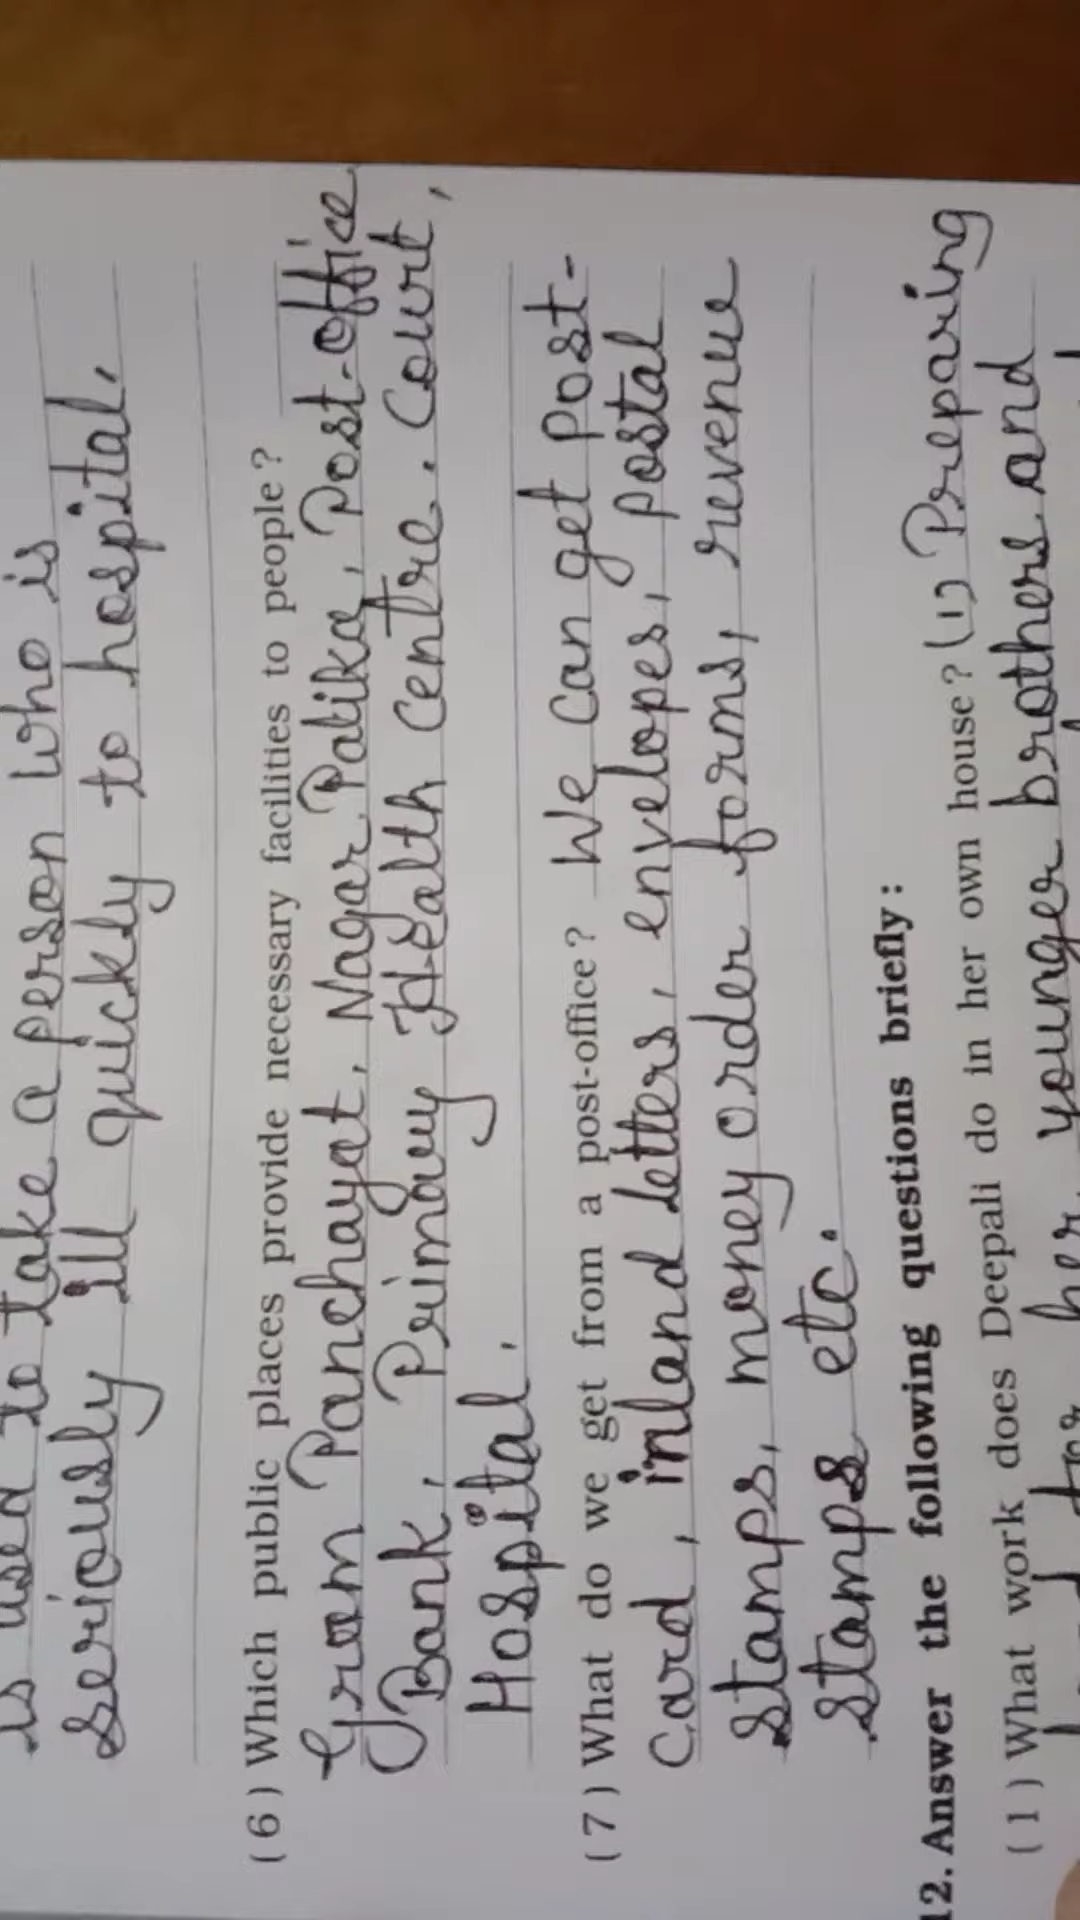 is used to take a person who is
seriously ill quickly to hospital.
( 6 ) Which public places provide necessary facilities to people ?
Gram Panchayat, Nagar Palika, Post-office
Bank, Primary Health Centre. Court,
Hospital.
( 7 ) What do we get from a post-office ? We can get post-
card, inland letters, envelopes, postal
stamps, money order forms, revenue
stamps etc.
12. Answer the following questions briefly :
( 1 ) What work does Deepali do in her own house ? (1) Preparing
for her younger brothers and